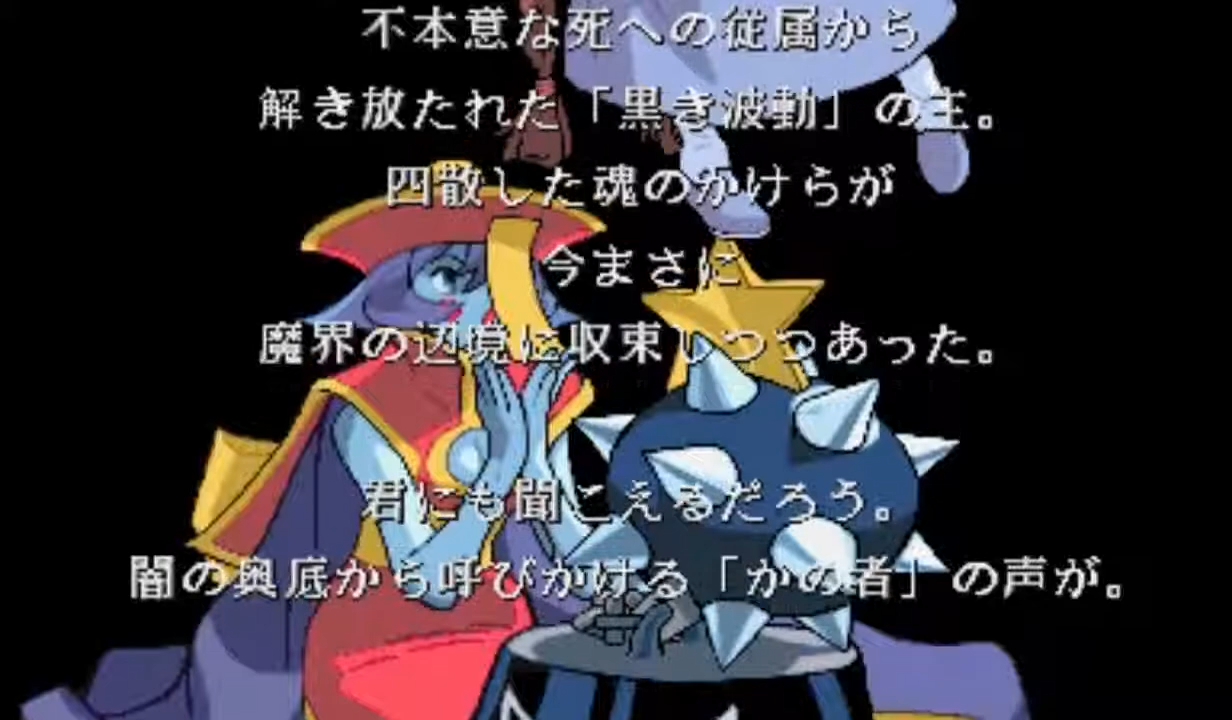 不本意な死への従属から
解き放たれた「黒き波動」の主。
四散した魂のかけらが
今まさに
魔界の辺境に収束しつつあった。
君にも聞こえるだろう。
闇の奥底から呼びかける「かの者」の声が。